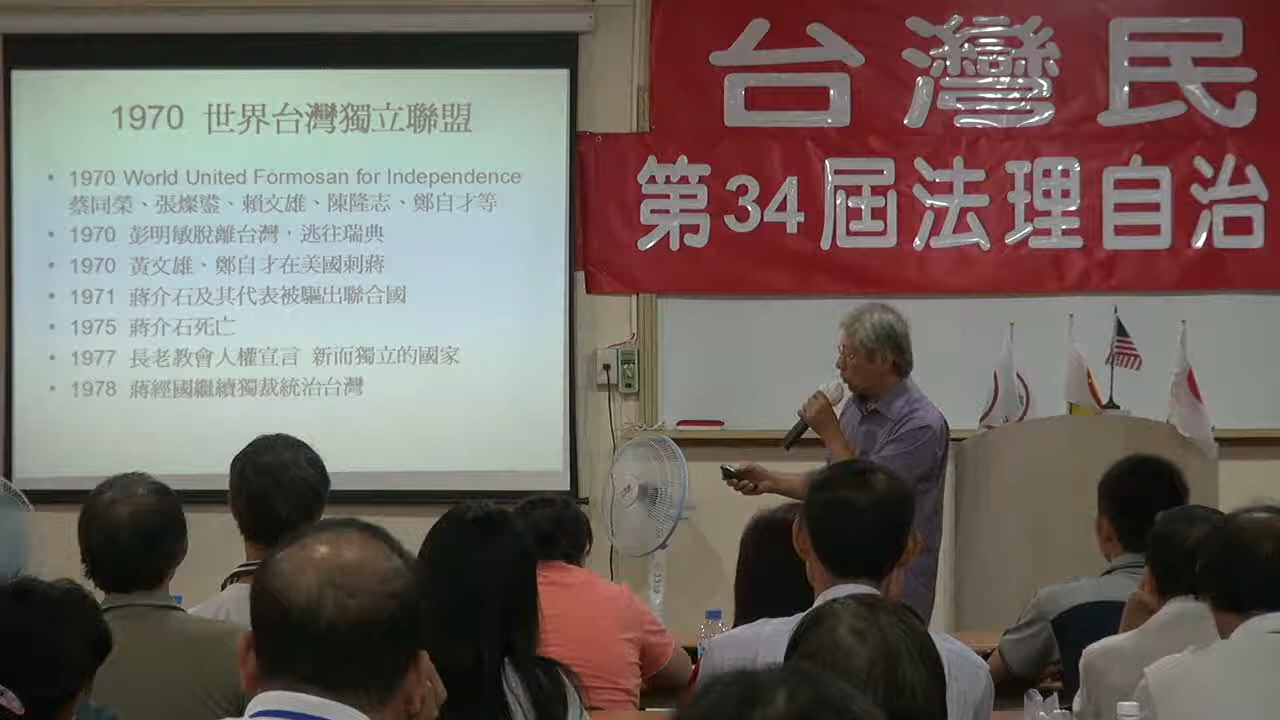 1970 世界台灣獨立聯盟
• 1970 World United Formosan for Independence
蔡同榮、張燦鍙、賴文雄、陳隆志、鄭自才等
• 1970 彭明敏脫離台灣，逃往瑞典
• 1970 黃文雄、鄭自才在美國刺蔣
• 1971 蔣介石及其代表被驅出聯合國
• 1975 蔣介石死亡
• 1977 長老教會人權宣言 新而獨立的國家
• 1978 蔣經國繼續獨裁統治台灣
台灣民
第34屆法理自治